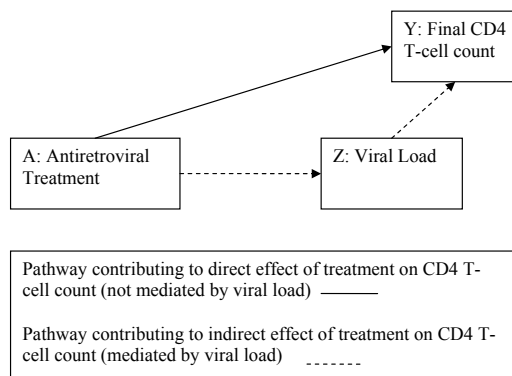 Y: Final CD4
T-cell count
A: Antiretroviral
Treatment
Z: Viral Load
Pathway contributing to direct effect of treatment on CD4 T-
cell count (not mediated by viral load)
Pathway contributing to indirect effect of treatment on CD4 T-
cell count (mediated by viral load)